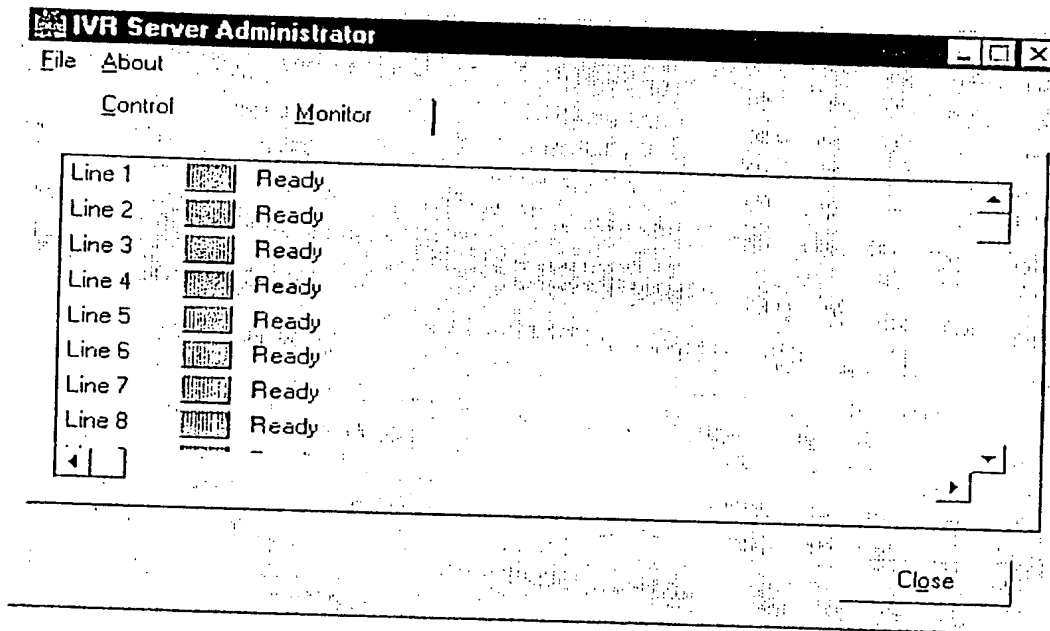 IVR Server Administrator
File About
Control Monitor
Line 1 Ready
Line 2 Ready
Line 3 Ready
Line 4 Ready
Line 5 Ready
Line 6 Ready
Line 7 Ready
Line 8 Ready
Close